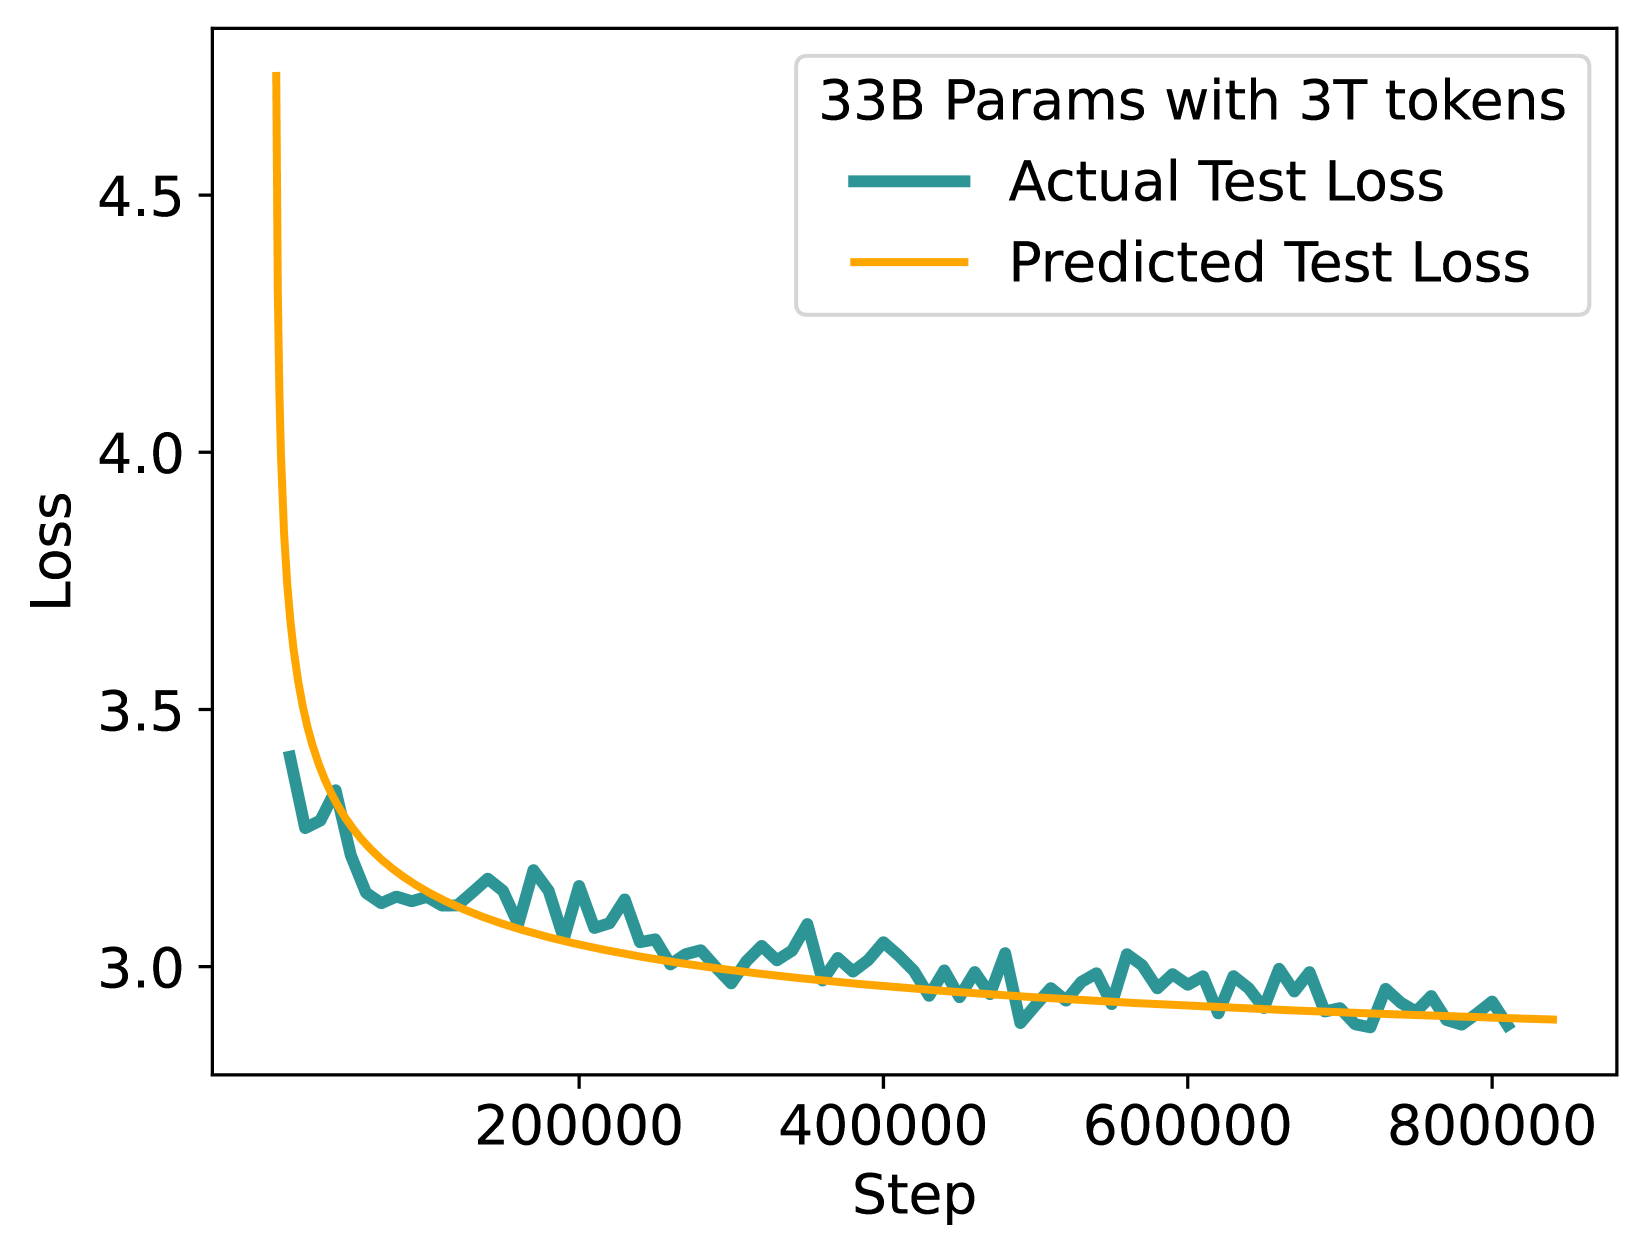 33B Params with 3T tokens
Actual Test Loss
Predicted Test Loss
4.5
4.0
3.5
3.0
Loss
200000 400000 600000 800000
Step